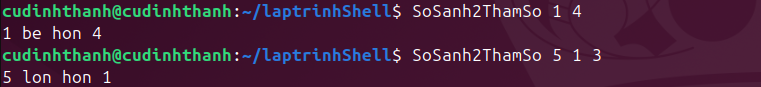 cudinhthanh@cudinhthanh:~/laptrinhShell$ SoSanh2ThamSo 1 4
1 be hon 4
cudinhthanh@cudinhthanh:~/laptrinhShell$ SoSanh2ThamSo 5 1 3
5 lon hon 1